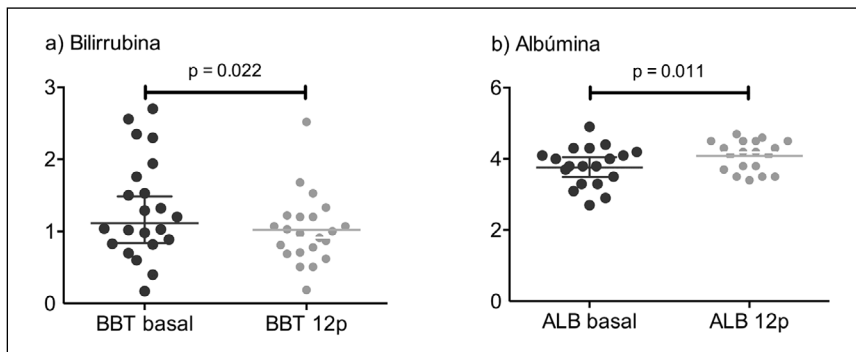 a) Bilirrubina
p = 0.022
3
2
1
0
BBT basal
BBT 12p
b) Albúmina
p = 0.011
6
4
2
0
ALB basal
ALB 12p